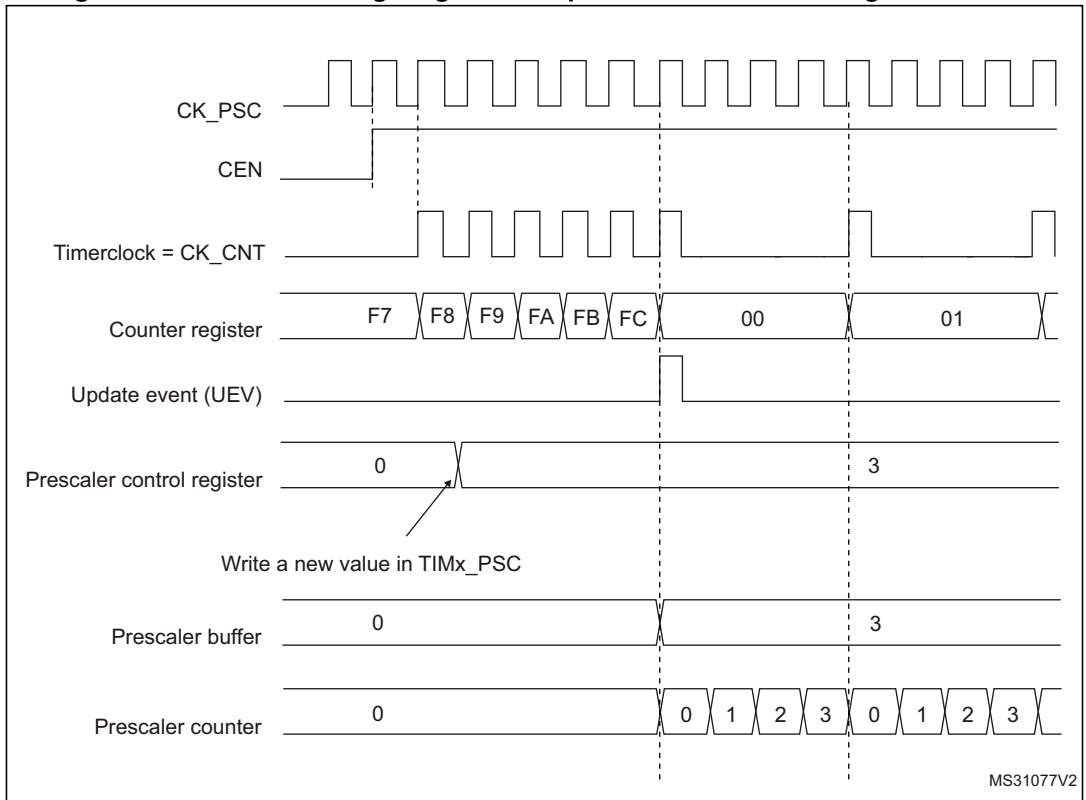 CK_PSC
CEN
Timerclock = CK_CNT
Counter register F7 F8 F9 FA FB FC 00 01
Update event (UEV)
Prescaler control register 0 3
Write a new value in TIMx_PSC
Prescaler buffer 0 3
Prescaler counter 0 0 1 2 3 0 1 2 3
MS31077V2